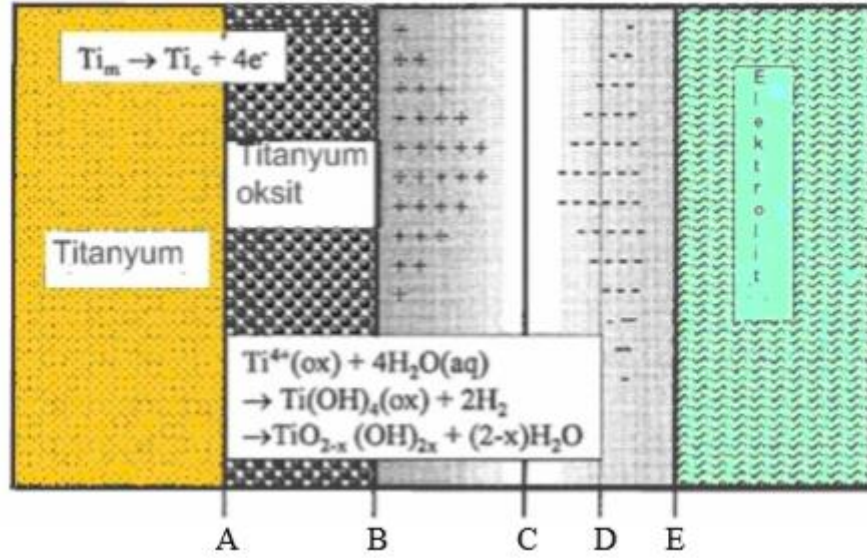 Ti_m → Ti_c + 4e⁻
Titanyum
oksit
Titanyum
Elektrolit
Ti⁴⁺(ox) + 4H₂O(aq)
→ Ti(OH)₄(ox) + 2H₂
→TiO₂₋ₓ (OH)₂ₓ + (2-x)H₂O
A B C D E